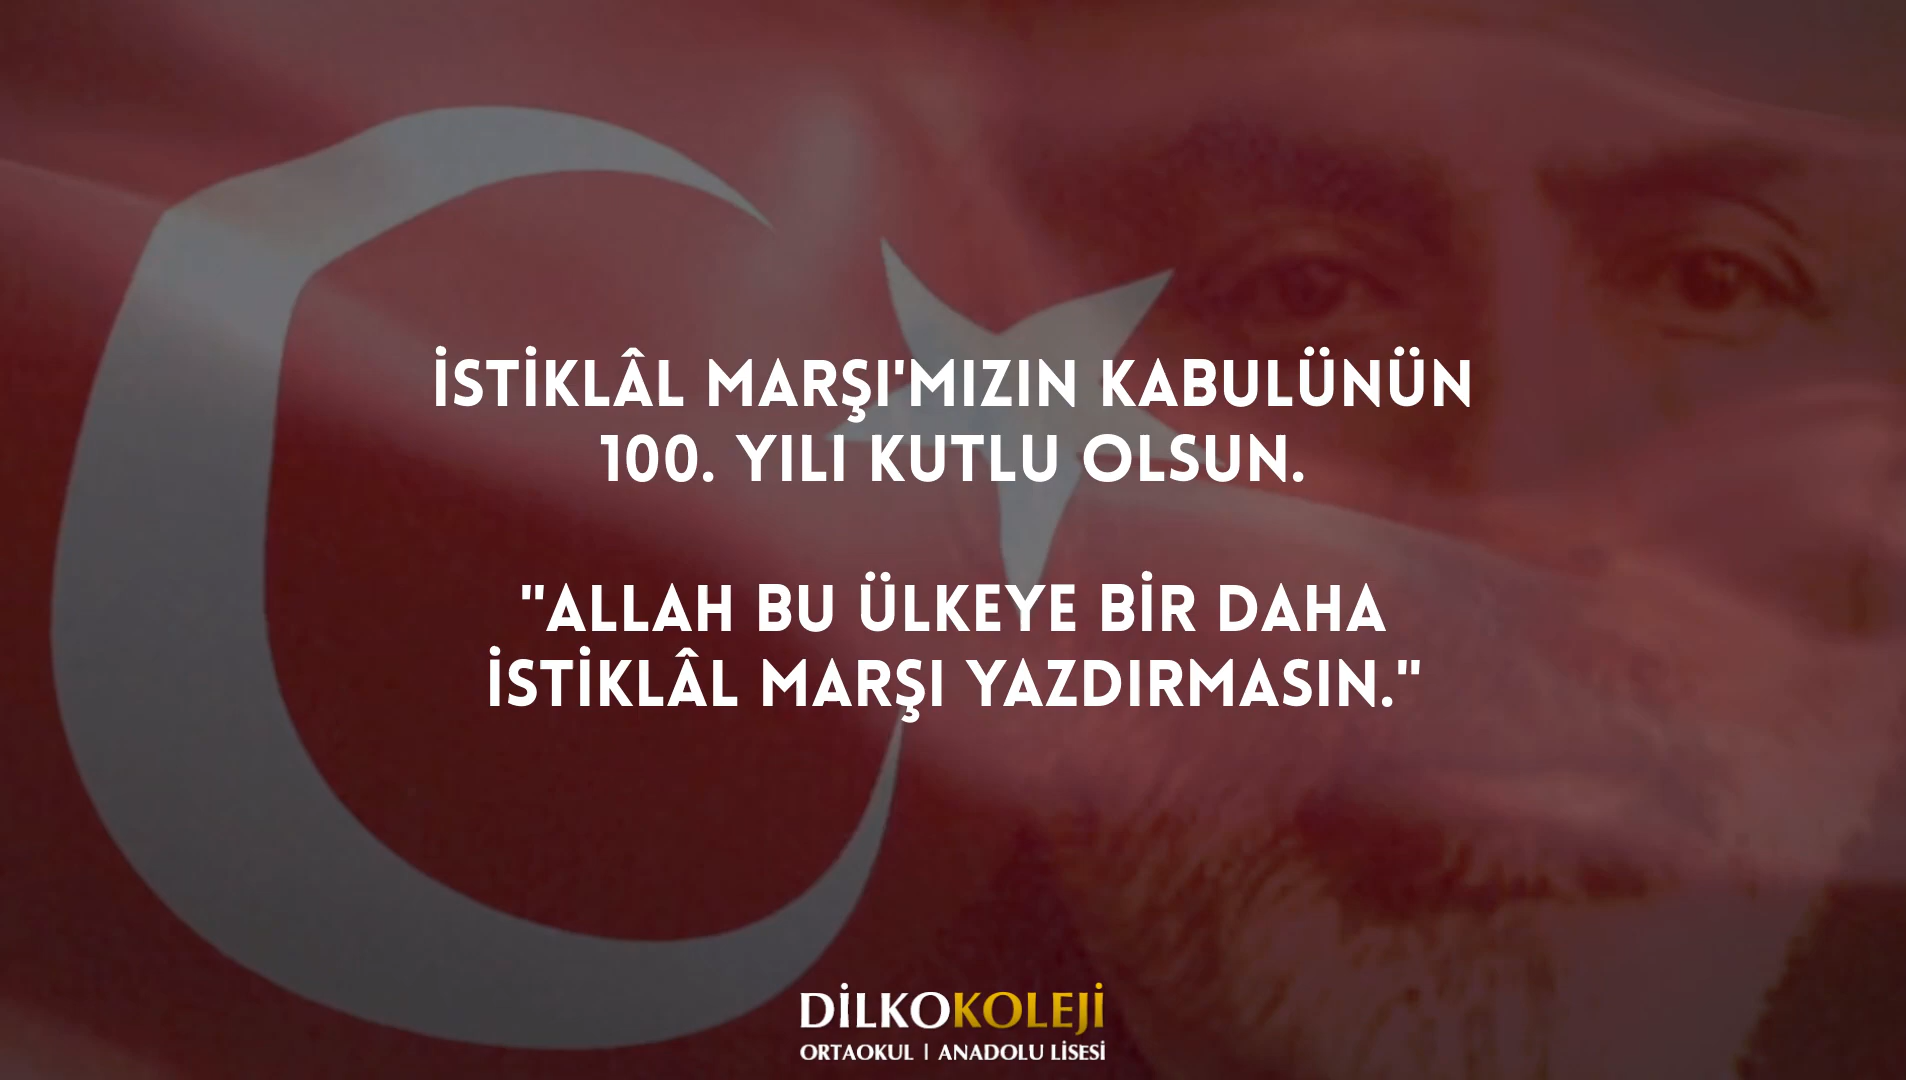 İSTİKLÂL MARŞI'MIZIN KABULÜNÜN
100. YILI KUTLU OLSUN.
"ALLAH BU ÜLKEYE BİR DAHA
İSTİKLÂL MARŞI YAZDIRMASIN."
DİLKOKOLEJİ
ORTAOKUL | ANADOLU LİSESİ